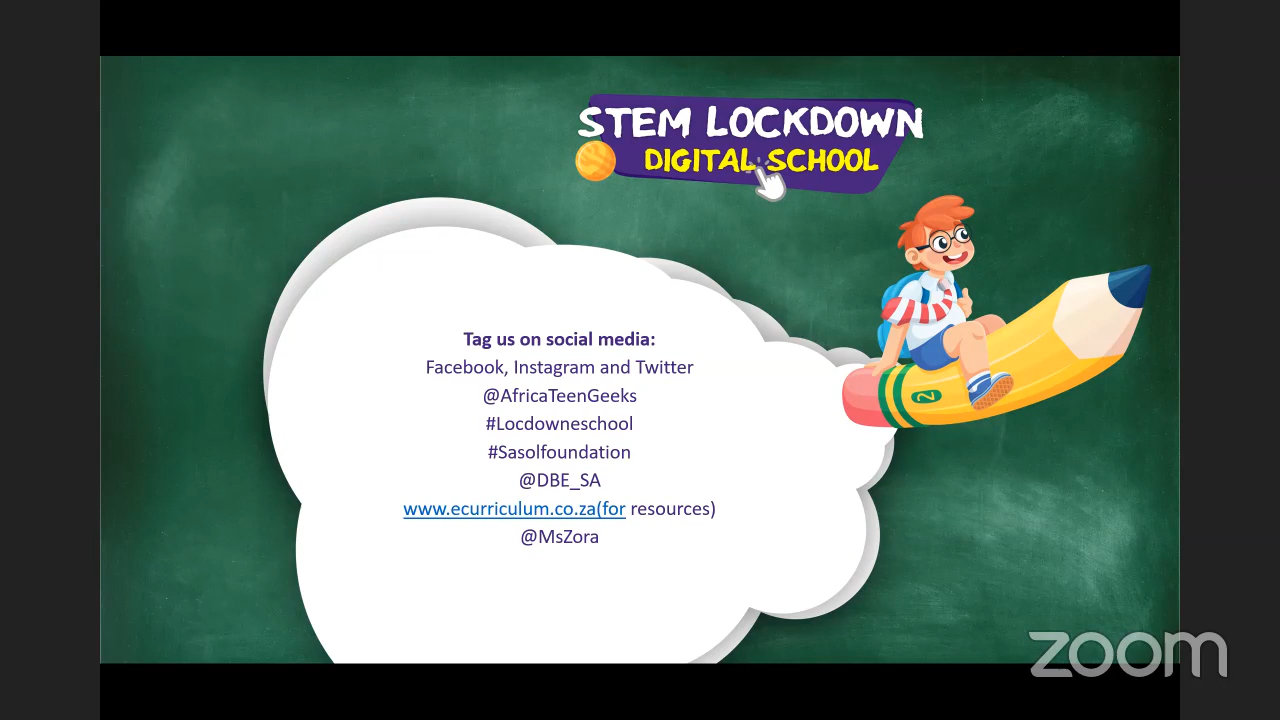 STEM LOCKDOWN
DIGITAL SCHOOL
Tag us on social media:
Facebook, Instagram and Twitter
@AfricaTeenGeeks
#Locdowneschool
#Sasolfoundation
@DBE_SA
www.ecurriculum.co.za(for resources)
@MsZora
2
zoom